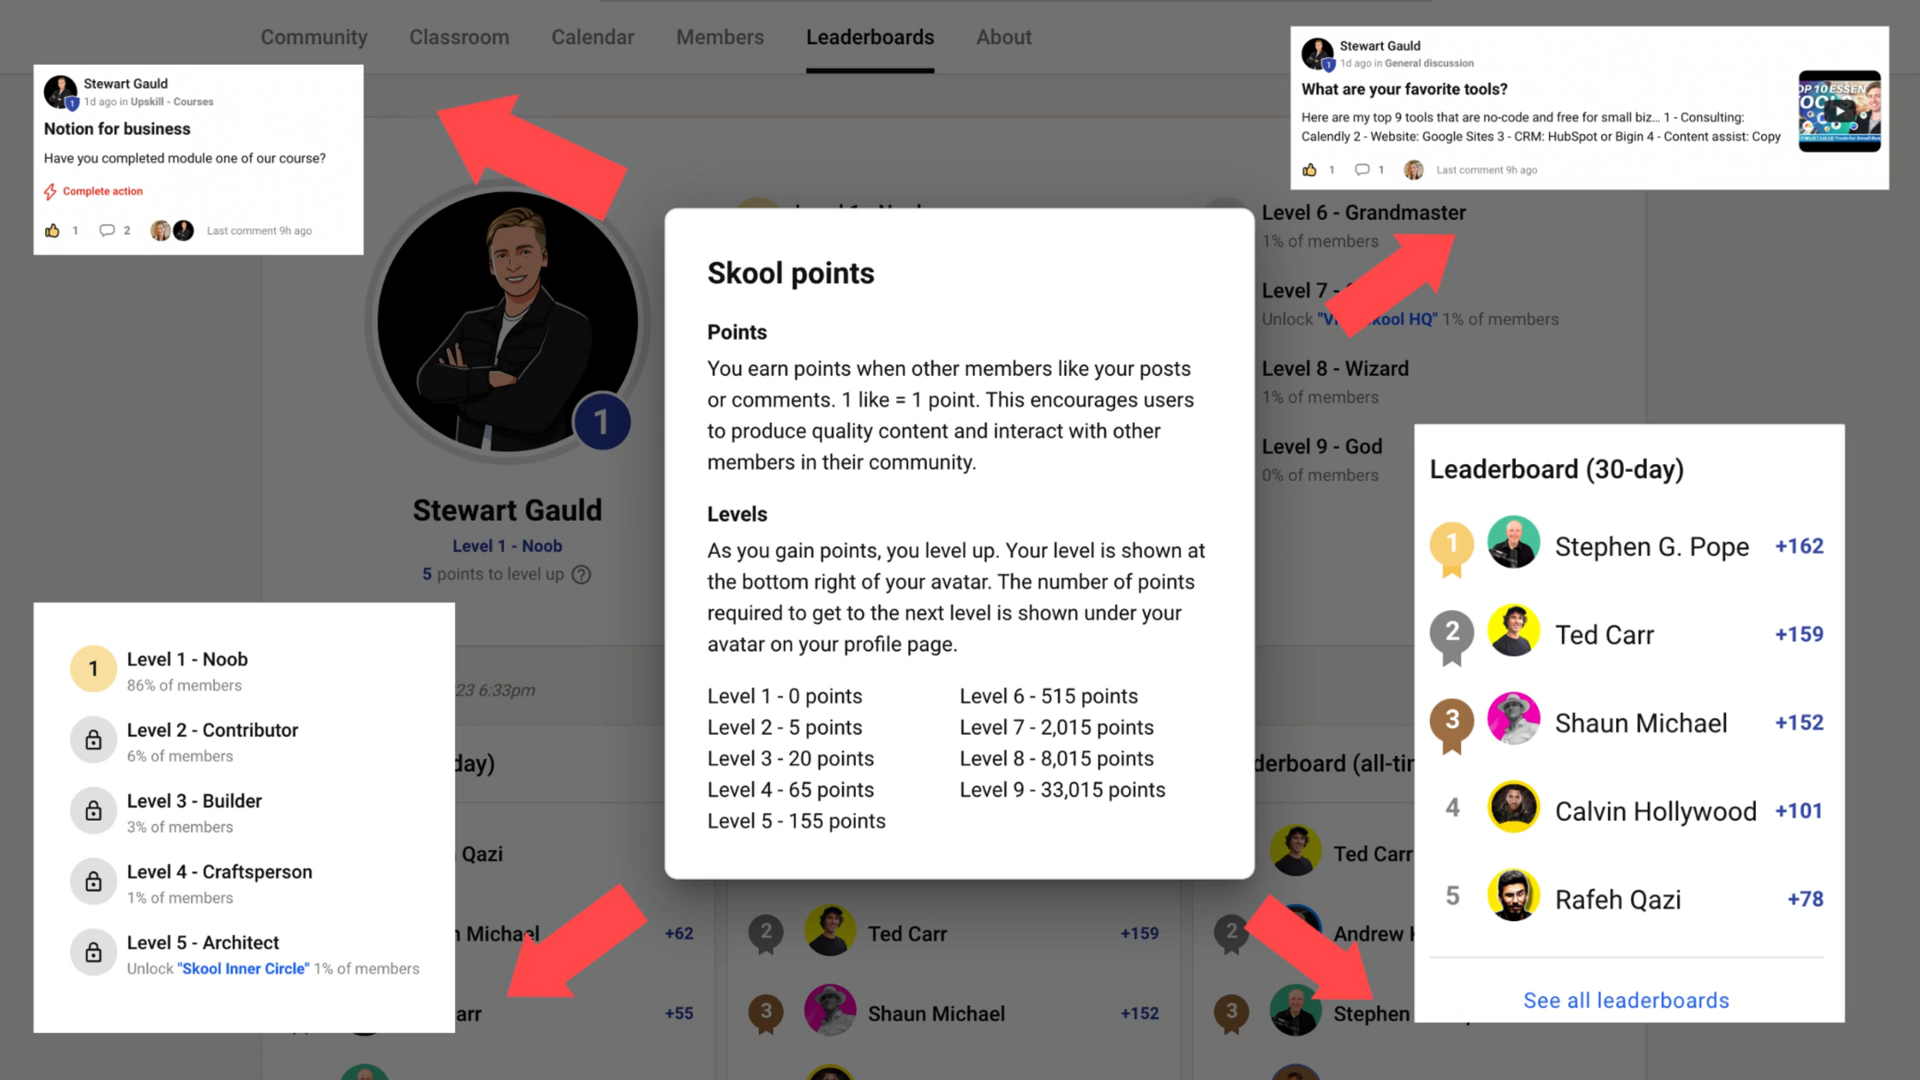 Community
Classroom
Calendar
Members
Leaderboards
About
Stewart Gauld
1
1d ago in Upskill - Courses
Notion for business
Have you completed module one of our course?
Complete action
1
2
Last comment 9h ago
Stewart Gauld
1
1d ago in General discussion
What are your favorite tools?
Here are my top 9 tools that are no-code and free for small biz... 1 - Consulting:
Calendly 2 - Website: Google Sites 3 - CRM: HubSpot or Bigin 4 - Content assist: Copy
1
1
Last comment 9h ago
1
Stewart Gauld
Level 1 - Noob
5 points to level up
?
Level 6 - Grandmaster
1% of members
Level 7 -
Unlock "V kool HQ" 1% of members
Level 8 - Wizard
1% of members
Level 9 - God
0% of members
Skool points
Points
You earn points when other members like your posts
or comments. 1 like = 1 point. This encourages users
to produce quality content and interact with other
members in their community.
Levels
As you gain points, you level up. Your level is shown at
the bottom right of your avatar. The number of points
required to get to the next level is shown under your
avatar on your profile page.
Level 1 - 0 points
Level 2 - 5 points
Level 3 - 20 points
Level 4 - 65 points
Level 5 - 155 points
Level 6 - 515 points
Level 7 - 2,015 points
Level 8 - 8,015 points
Level 9 - 33,015 points
1
Level 1 - Noob
86% of members
Level 2 - Contributor
6% of members
Level 3 - Builder
3% of members
Level 4 - Craftsperson
1% of members
Level 5 - Architect
Unlock "Skool Inner Circle" 1% of members
Leaderboard (30-day)
1 Stephen G. Pope +162
2 Ted Carr +159
3 Shaun Michael +152
4 Calvin Hollywood +101
5 Rafeh Qazi +78
See all leaderboards
23 6:33pm
day)
Qazi
Michael +62
arr +55
2 Ted Carr +159
3 Shaun Michael +152
derboard (all-tim
Ted Carr
2 Andrew
3 Stephen